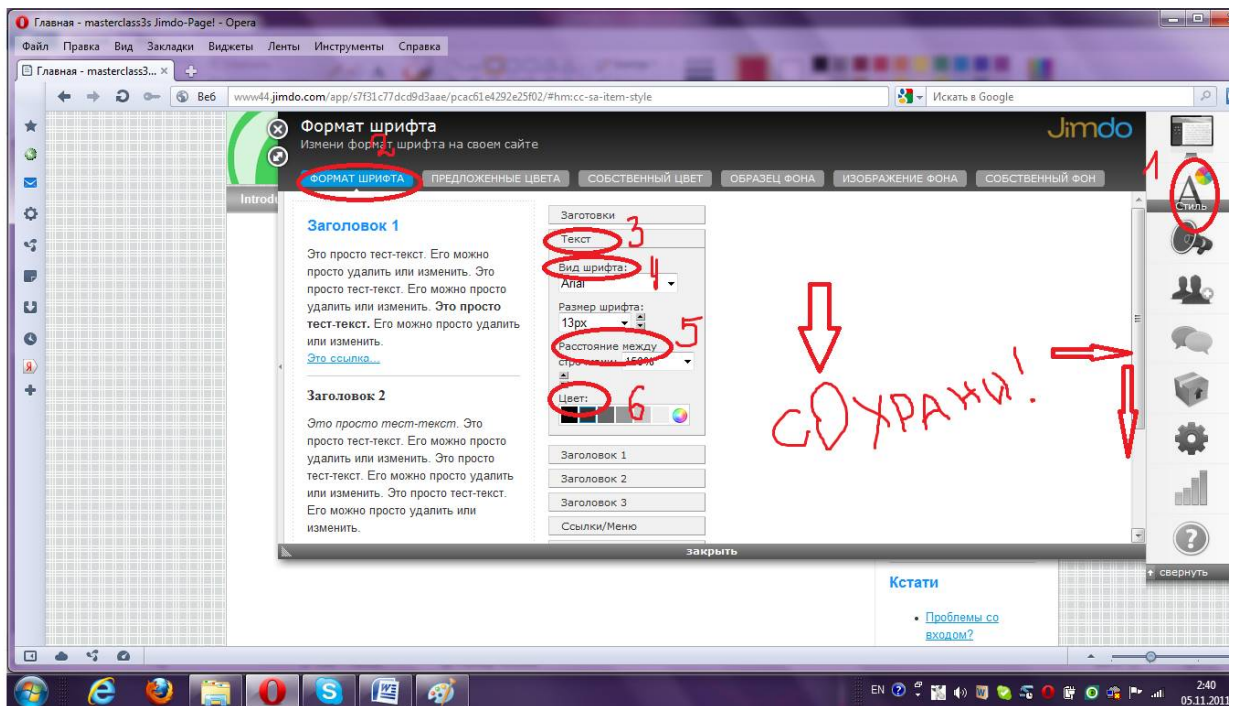 Главная - masterclass3s Jimdo-Page! - Opera
Файл Правка Вид Закладки Виджеты Ленты Инструменты Справка
Главная - masterclass3...
Веб www44.jimdo.com/app/s7f31c77dcd9d3aae/pcac61e4292e25f02/#hm:cc-sa-item-style Искать в Google
Формат шрифта
Измени формат шрифта на своем сайте
Jimdo
2
1
ФОРМАТ ШРИФТА ПРЕДЛОЖЕННЫЕ ЦВЕТА СОБСТВЕННЫЙ ЦВЕТ ОБРАЗЕЦ ФОНА ИЗОБРАЖЕНИЕ ФОНА СОБСТВЕННЫЙ ФОН
Стиль
Introdu
Заголовок 1
Это просто тест-текст. Его можно
просто удалить или изменить. Это
просто тест-текст. Его можно просто
удалить или изменить. Это просто
тест-текст. Его можно просто удалить
или изменить.
Это ссылка...
Заголовок 2
Это просто тест-текст. Это
просто тест-текст. Его можно просто
удалить или изменить. Это просто
тест-текст. Его можно просто удалить
или изменить. Это просто тест-текст.
Его можно просто удалить или
изменить.
Заготовки
Текст 3
Вид шрифта: 4
Arial
Размер шрифта:
13px
5
Расстояние между
строчками: 150%
Цвет: 6
Заголовок 1
Заголовок 2
Заголовок 3
Ссылки/Меню
СОХРАНИ!
закрыть
свернуть
Кстати
Проблемы со
входом?
EN 2:40
05.11.2011